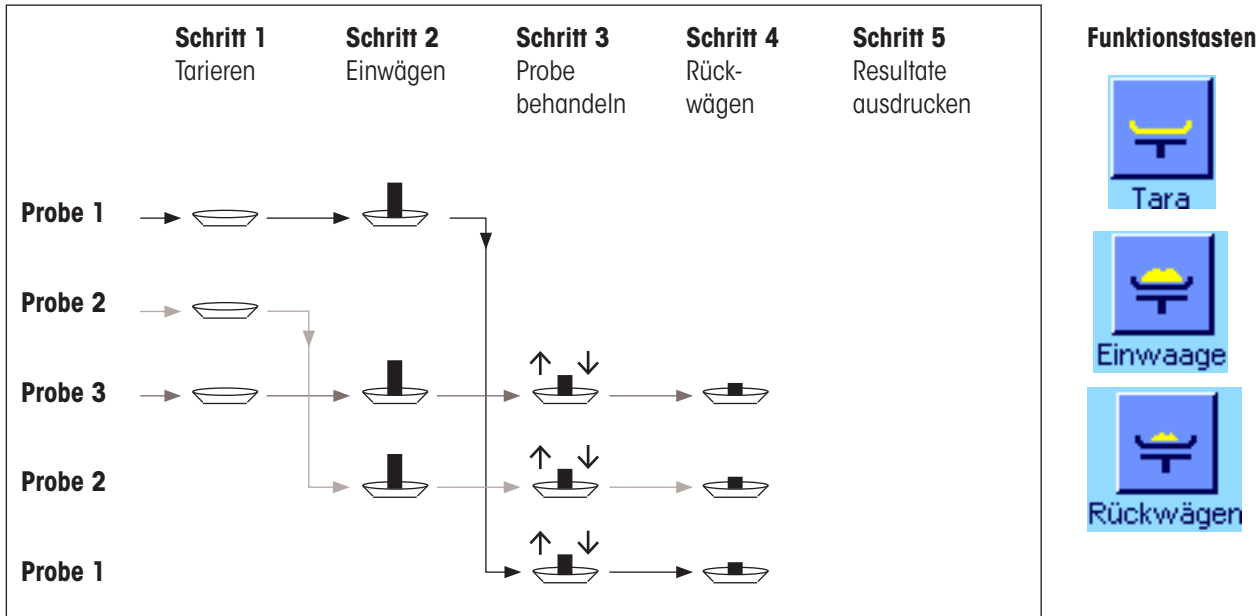 Schritt 1
Tarieren
Schritt 2
Einwägen
Schritt 3
Probe
behandeln
Schritt 4
Rück-
wägen
Schritt 5
Resultate
ausdrucken
Funktionstasten
Probe 1
Probe 2
Probe 3
Probe 2
Probe 1
Tara
Einwaage
Rückwägen